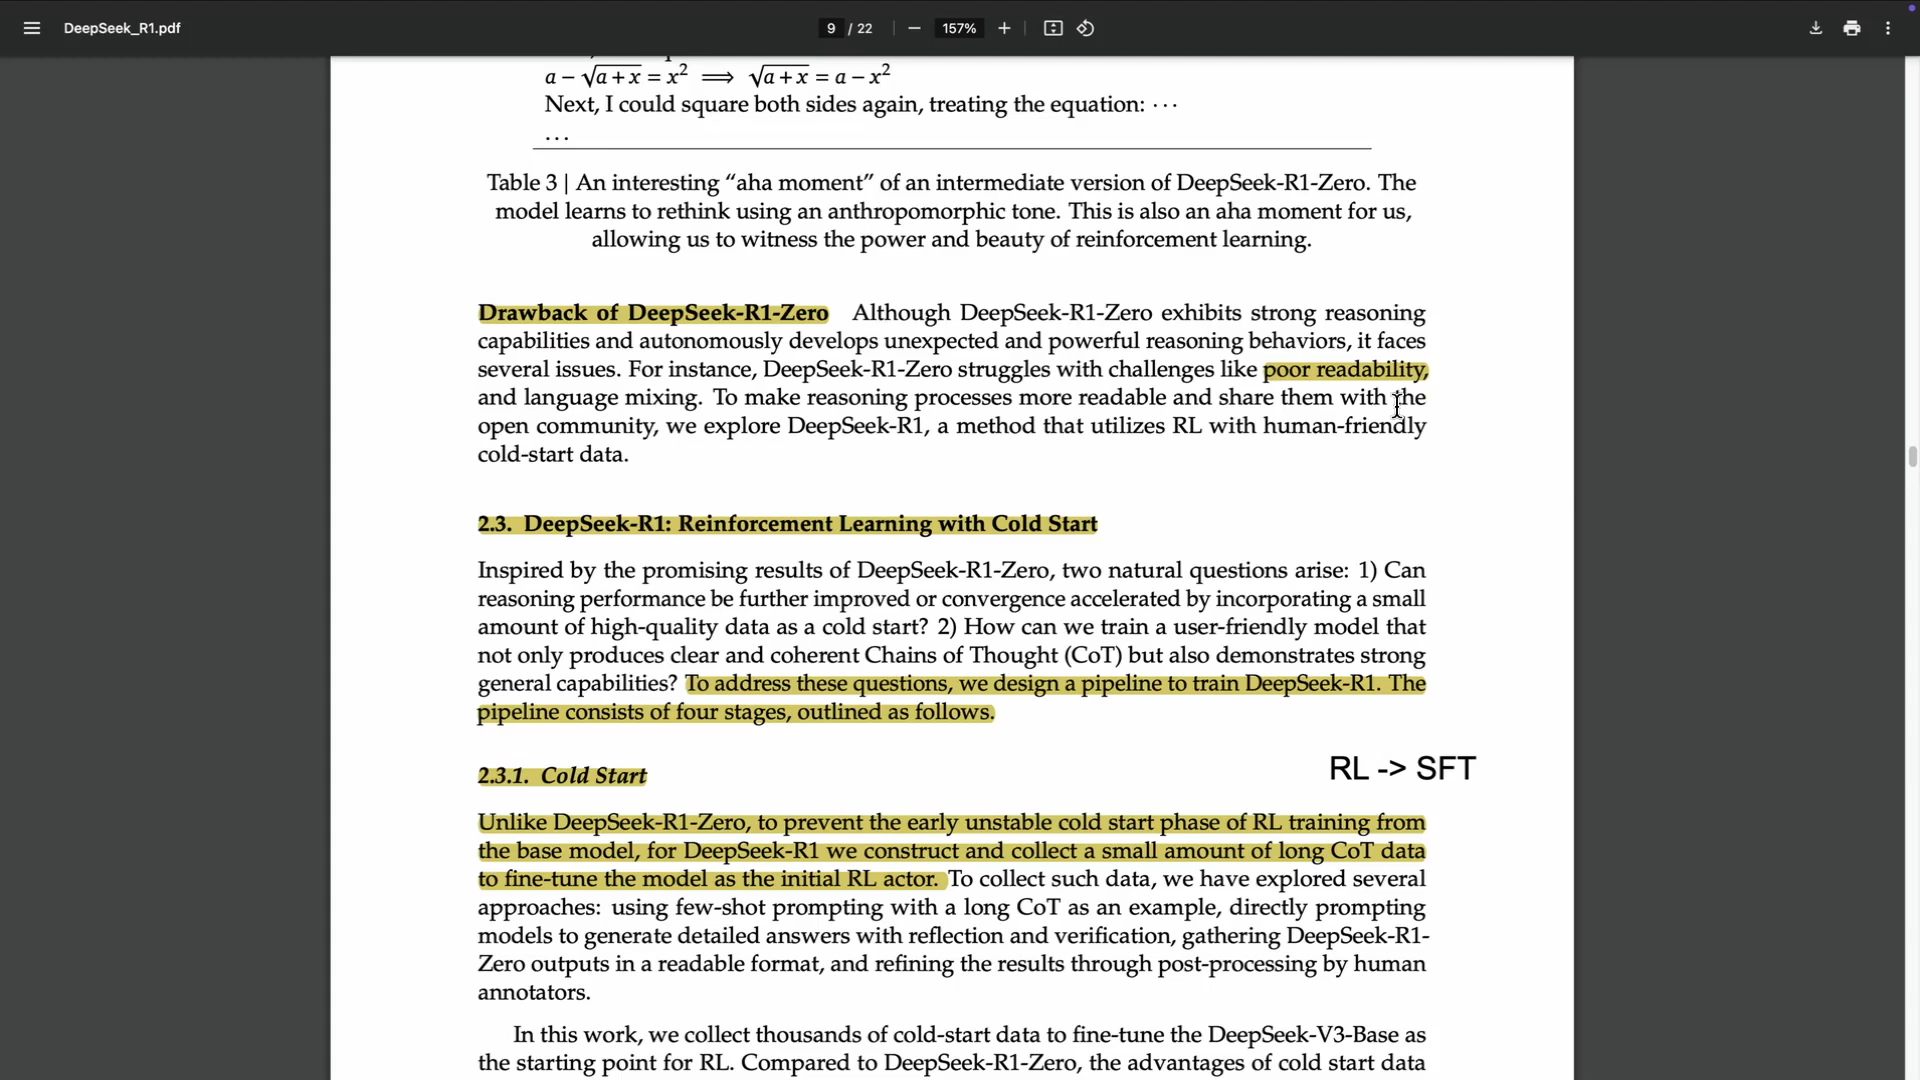 DeepSeek_R1.pdf
9 / 22
157%
a − √a + x = x² ⟹ √a + x = a − x²
Next, I could square both sides again, treating the equation: ···
...
Table 3 | An interesting “aha moment” of an intermediate version of DeepSeek-R1-Zero. The
model learns to rethink using an anthropomorphic tone. This is also an aha moment for us,
allowing us to witness the power and beauty of reinforcement learning.
Drawback of DeepSeek-R1-Zero Although DeepSeek-R1-Zero exhibits strong reasoning
capabilities and autonomously develops unexpected and powerful reasoning behaviors, it faces
several issues. For instance, DeepSeek-R1-Zero struggles with challenges like poor readability,
and language mixing. To make reasoning processes more readable and share them with the
open community, we explore DeepSeek-R1, a method that utilizes RL with human-friendly
cold-start data.
2.3. DeepSeek-R1: Reinforcement Learning with Cold Start
Inspired by the promising results of DeepSeek-R1-Zero, two natural questions arise: 1) Can
reasoning performance be further improved or convergence accelerated by incorporating a small
amount of high-quality data as a cold start? 2) How can we train a user-friendly model that
not only produces clear and coherent Chains of Thought (CoT) but also demonstrates strong
general capabilities? To address these questions, we design a pipeline to train DeepSeek-R1. The
pipeline consists of four stages, outlined as follows.
2.3.1. Cold Start
RL -> SFT
Unlike DeepSeek-R1-Zero, to prevent the early unstable cold start phase of RL training from
the base model, for DeepSeek-R1 we construct and collect a small amount of long CoT data
to fine-tune the model as the initial RL actor. To collect such data, we have explored several
approaches: using few-shot prompting with a long CoT as an example, directly prompting
models to generate detailed answers with reflection and verification, gathering DeepSeek-R1-
Zero outputs in a readable format, and refining the results through post-processing by human
annotators.
In this work, we collect thousands of cold-start data to fine-tune the DeepSeek-V3-Base as
the starting point for RL. Compared to DeepSeek-R1-Zero, the advantages of cold start data